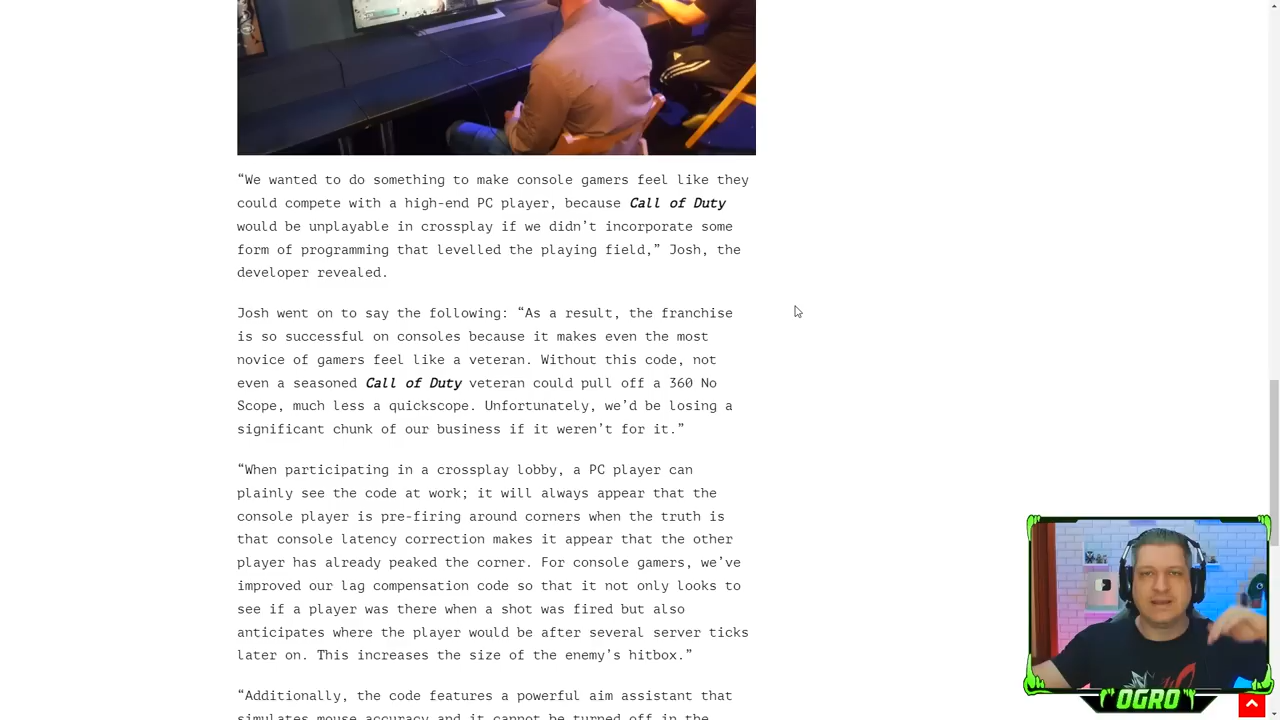 “We wanted to do something to make console gamers feel like they
could compete with a high-end PC player, because Call of Duty
would be unplayable in crossplay if we didn’t incorporate some
form of programming that levelled the playing field,” Josh, the
developer revealed.
Josh went on to say the following: “As a result, the franchise
is so successful on consoles because it makes even the most
novice of gamers feel like a veteran. Without this code, not
even a seasoned Call of Duty veteran could pull off a 360 No
Scope, much less a quickscope. Unfortunately, we’d be losing a
significant chunk of our business if it weren’t for it.”
“When participating in a crossplay lobby, a PC player can
plainly see the code at work; it will always appear that the
console player is pre-firing around corners when the truth is
that console latency correction makes it appear that the other
player has already peaked the corner. For console gamers, we’ve
improved our lag compensation code so that it not only looks to
see if a player was there when a shot was fired but also
anticipates where the player would be after several server ticks
later on. This increases the size of the enemy’s hitbox.”
“Additionally, the code features a powerful aim assistant that
simulates mouse accuracy and it cannot be turned off in the
OGRO